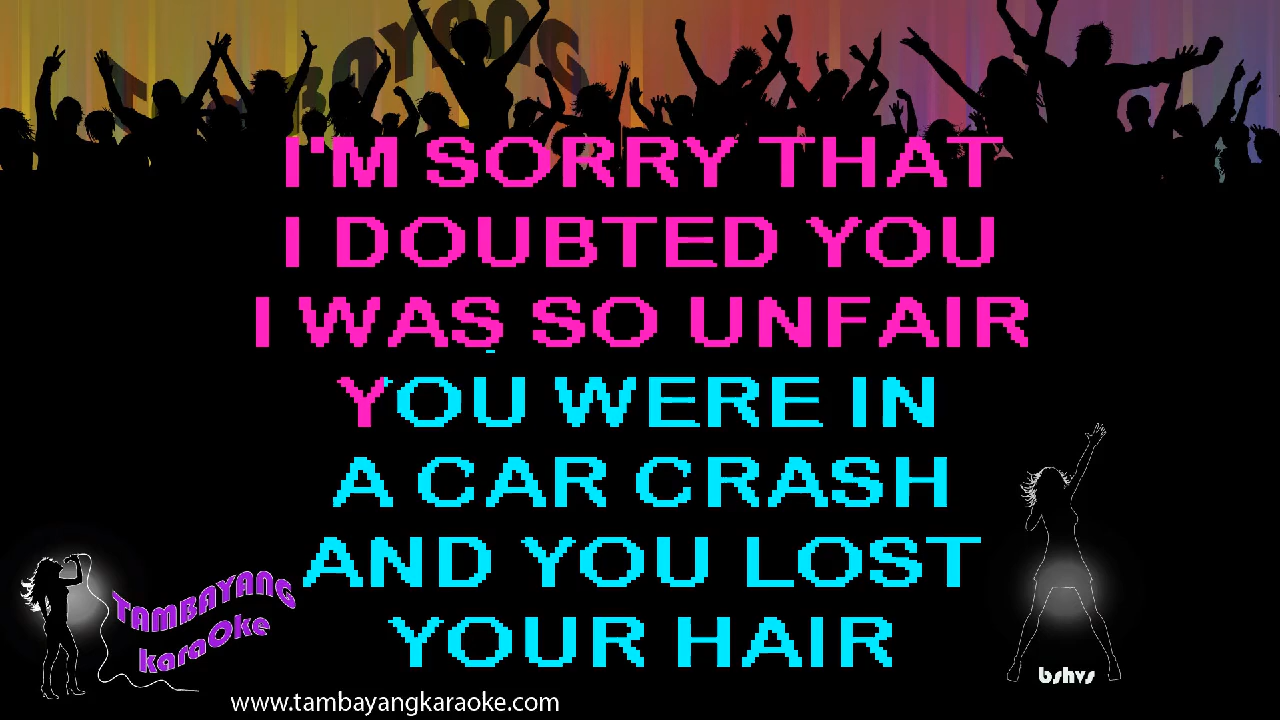 TAMBAYANG
I'M SORRY THAT
I DOUBTED YOU
I WAS SO UNFAIR
YOU WERE IN
A CAR CRASH
AND YOU LOST
YOUR HAIR
TAMBAYANG
karaOke
bshvs
www.tambayangkaraoke.com